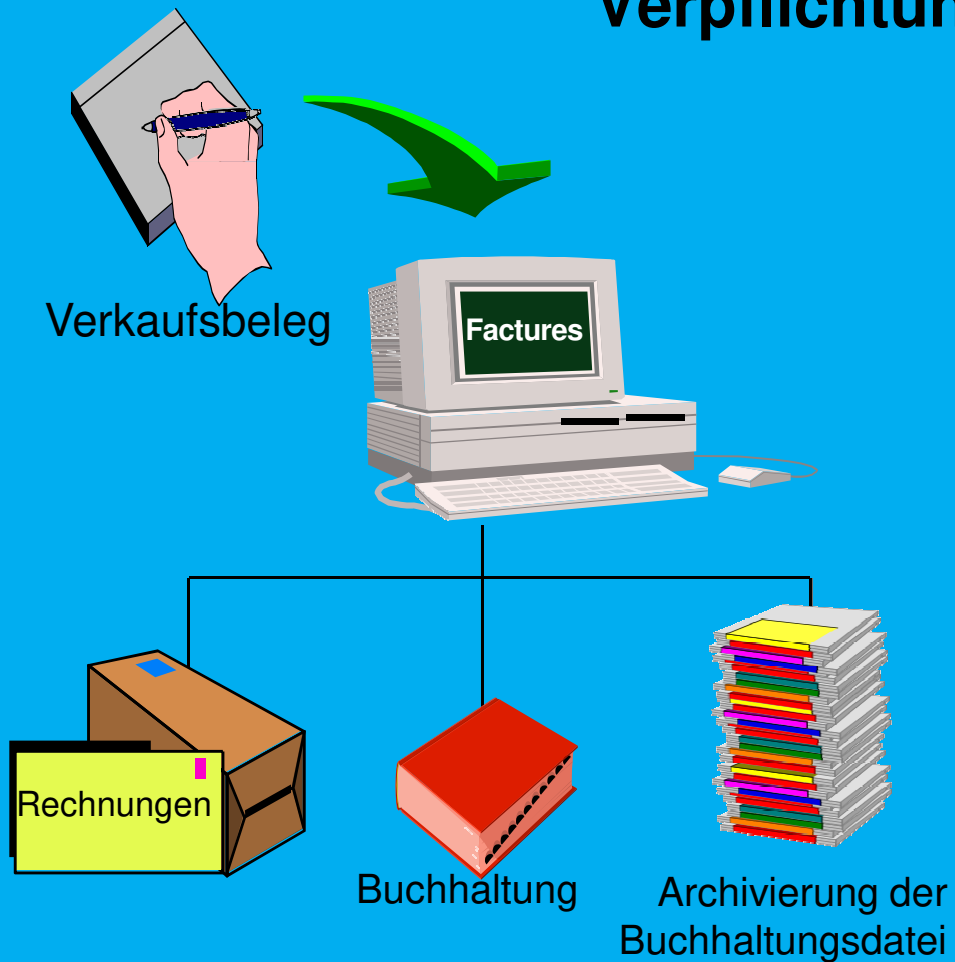 Verkaufsbeleg
Factures
Rechnungen
Buchhaltung
Archivierung der
Buchhaltungsdatei